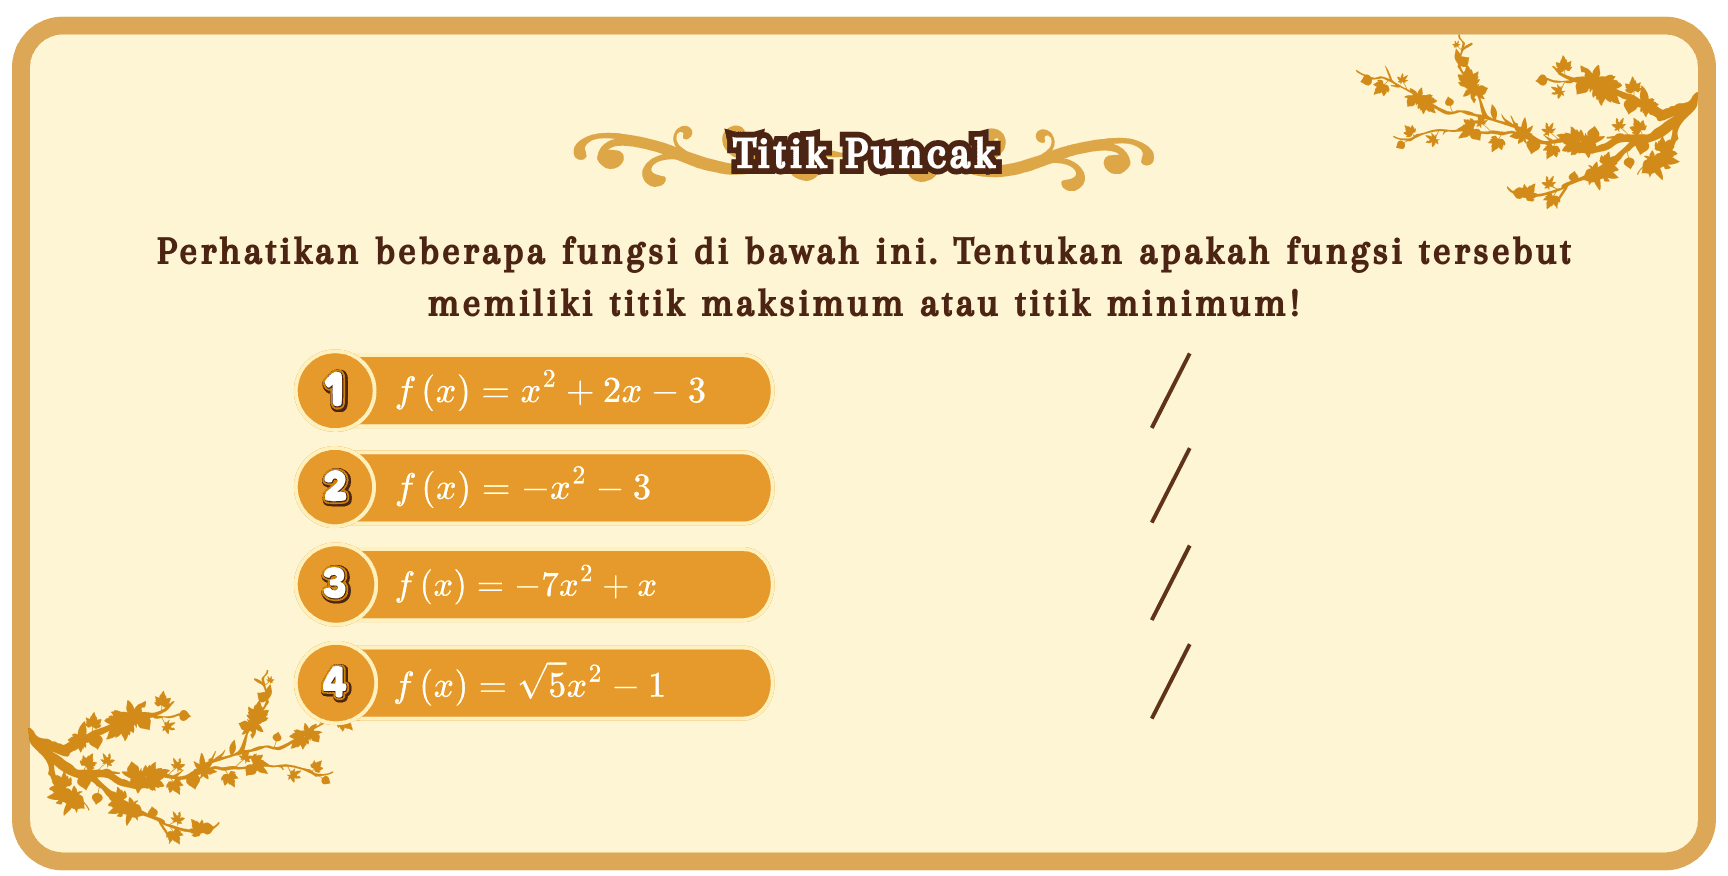 Titik Puncak
Perhatikan beberapa fungsi di bawah ini. Tentukan apakah fungsi tersebut
memiliki titik maksimum atau titik minimum!
1 f(x) = x² + 2x − 3 /
2 f(x) = −x² − 3 /
3 f(x) = −7x² + x /
4 f(x) = √5x² − 1 /